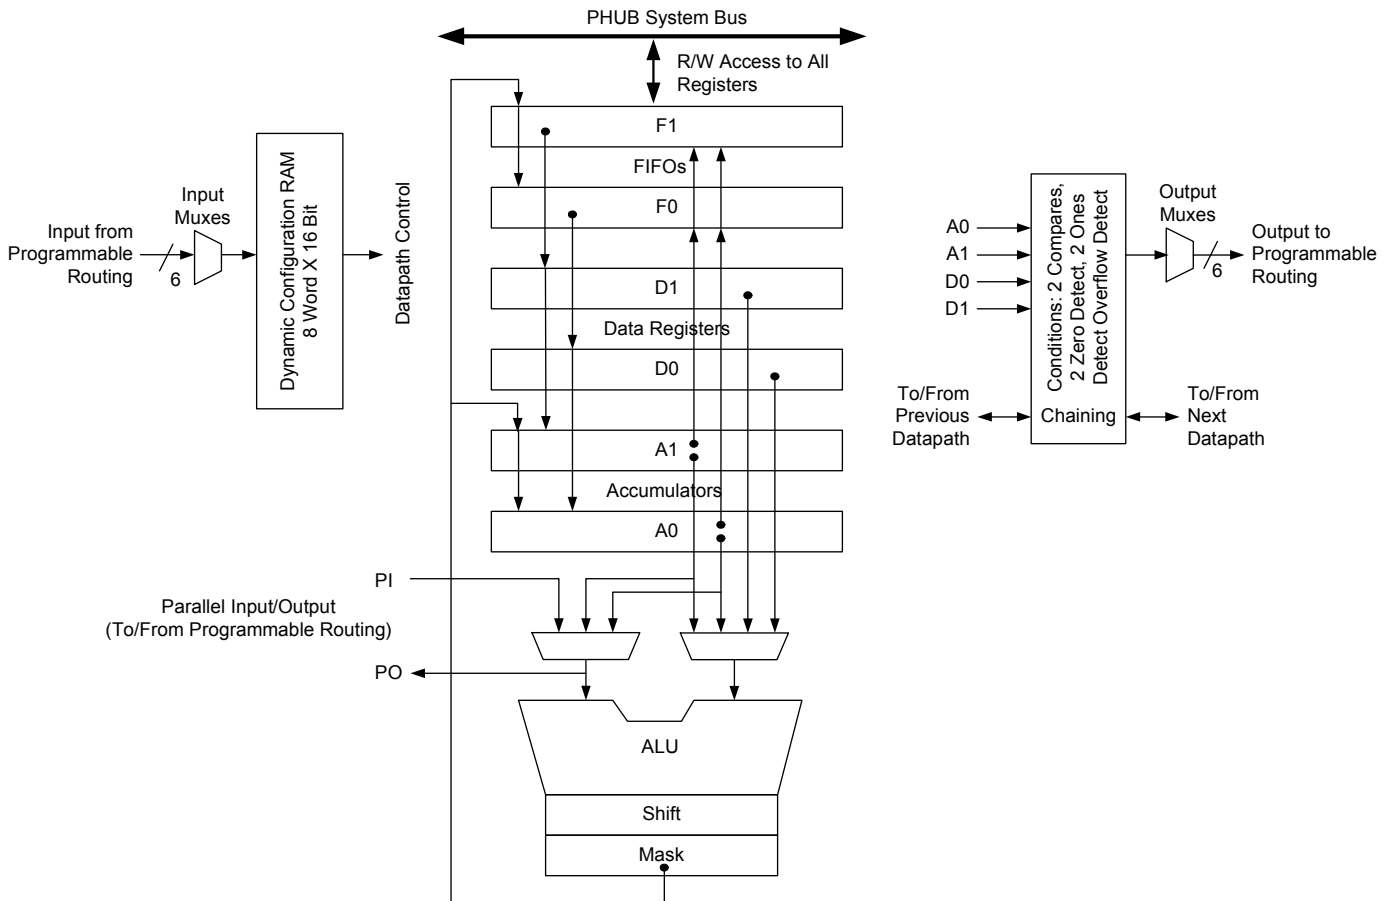 PHUB System Bus
R/W Access to All
Registers
F1
FIFOs
F0
D1
Data Registers
D0
A1
Accumulators
A0
Input from
Programmable
Routing
6
Input
Muxes
Dynamic Configuration RAM
8 Word X 16 Bit
Datapath Control
PI
Parallel Input/Output
(To/From Programmable Routing)
PO
ALU
Shift
Mask
A0
A1
D0
D1
Conditions: 2 Compares,
2 Zero Detect, 2 Ones
Detect Overflow Detect
Chaining
Output
Muxes
6
Output to
Programmable
Routing
To/From
Previous
Datapath
To/From
Next
Datapath